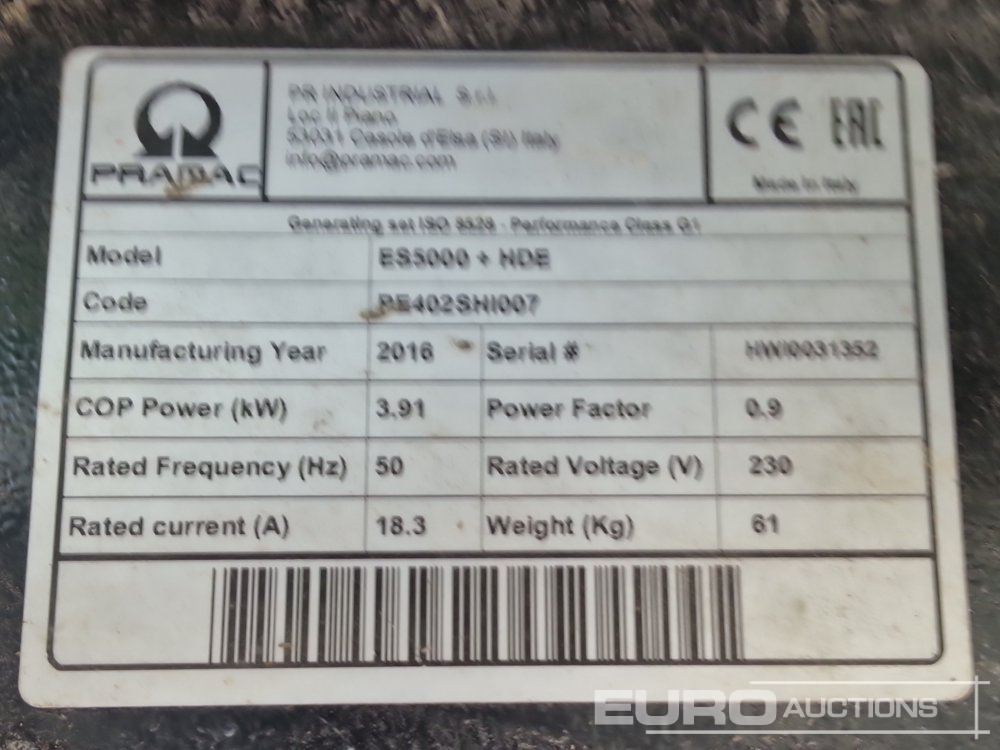 PRAMAC
PR INDUSTRIAL S.r.l.
Loc Il Piano
53031 Casole d'Elsa (SI) Italy
info@pramac.com
CE EAC
Made in Italy
Generating set ISO 8528 - Performance Class G1
Model ES5000 + HDE
Code PE402SHI007
Manufacturing Year 2016 Serial # HWI0031352
COP Power (kW) 3.91 Power Factor 0.9
Rated Frequency (Hz) 50 Rated Voltage (V) 230
Rated current (A) 18.3 Weight (Kg) 61
EURO AUCTIONS